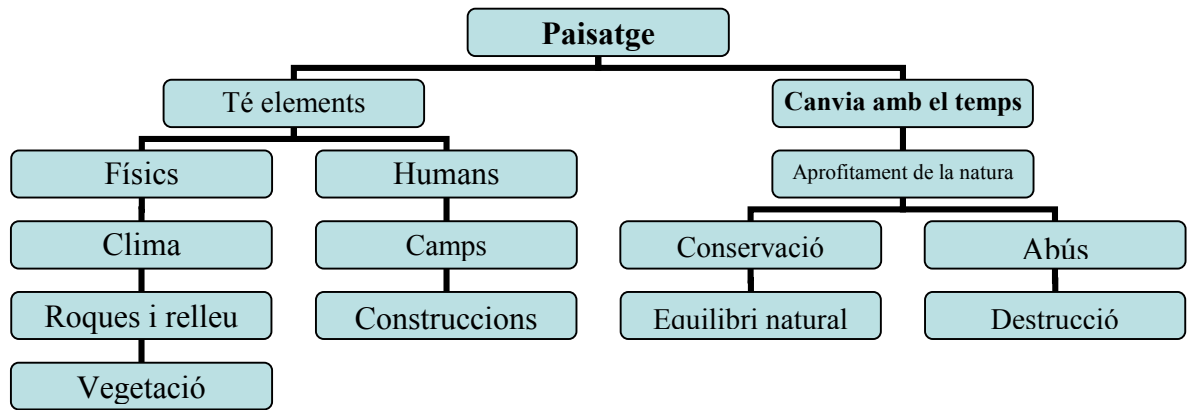 Paisatge
Té elements
Canvia amb el temps
Físics
Humans
Aprofitament de la natura
Clima
Camps
Conservació
Abús
Roques i relleu
Construccions
Equilibri natural
Destrucció
Vegetació